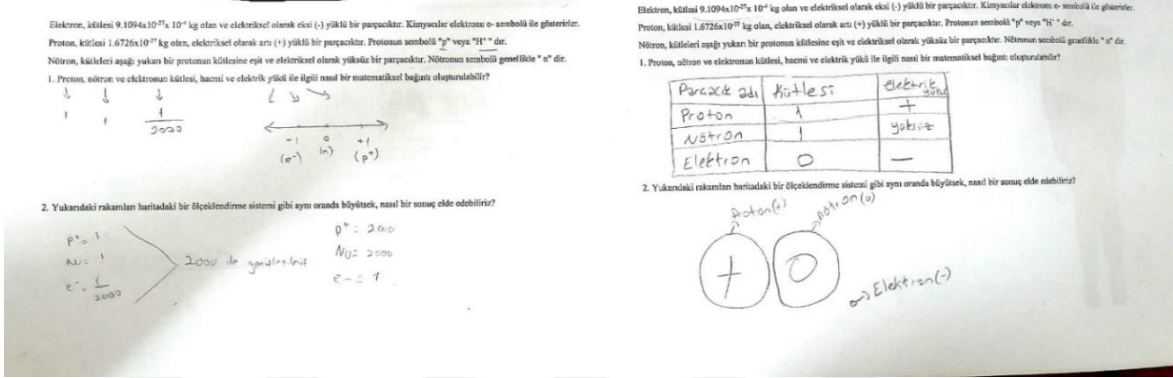 Elektron, kütlesi 9.1094x10⁻²⁷x 10⁻⁴ kg olan ve elektriksel olarak eksi (-) yüklü bir parçacıktır. Kimyacılar elektronu e- sembolü ile gösterirler.
Proton, kütlesi 1.6726x10⁻²⁷ kg olan, elektriksel olarak artı (+) yüklü bir parçacıktır. Protonun sembolü "p" veya "H⁺" dır.
Nötron, kütleleri aşağı yukarı bir protonun kütlesine eşit ve elektriksel olarak yüksüz bir parçacıktır. Nötronun sembolü genellikle "n" dir.
1. Proton, nötron ve elektronun kütlesi, hacmi ve elektrik yükü ile ilgili nasıl bir matematiksel bağıntı oluşturulabilir?
1 1 1/2000
-1 0 +1
(e-) (n) (p⁺)
2. Yukarıdaki rakamları haritadaki bir ölçeklendirme sistemi gibi aynı oranda büyütsek, nasıl bir sonuç elde edebiliriz?
p⁺= 1
1
e-. 1/2000
2000 ile
p⁺: 2000
2000
e-: 1
Elektron, kütlesi 9.1094x10⁻²⁷x 10⁻⁴ kg olan ve elektriksel olarak eksi (-) yüklü bir parçacıktır. Kimyacılar elektronu e- sembolü ile gösterirler.
Proton, kütlesi 1.6726x10⁻²⁷ kg olan, elektriksel olarak artı (+) yüklü bir parçacıktır. Protonun sembolü "p" veya "H⁺" dır.
Nötron, kütleleri aşağı yukarı bir protonun kütlesine eşit ve elektriksel olarak yüksüz bir parçacıktır. Nötronun sembolü genellikle "n" dir.
1. Proton, nötron ve elektronun kütlesi, hacmi ve elektrik yükü ile ilgili nasıl bir matematiksel bağıntı oluşturulabilir?
Parçacık adı Kütlesi elektrik yükü
Proton 1 +
Nötron 1 yüksüz
Elektron 0 −
2. Yukarıdaki rakamları haritadaki bir ölçeklendirme sistemi gibi aynı oranda büyütsek, nasıl bir sonuç elde edebiliriz?
Proton(+) nötron(0)
+ 0
Elektron(-)